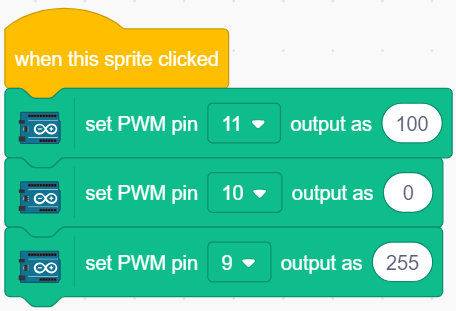 when this sprite clicked
set PWM pin 11 output as 100
set PWM pin 10 output as 0
set PWM pin 9 output as 255